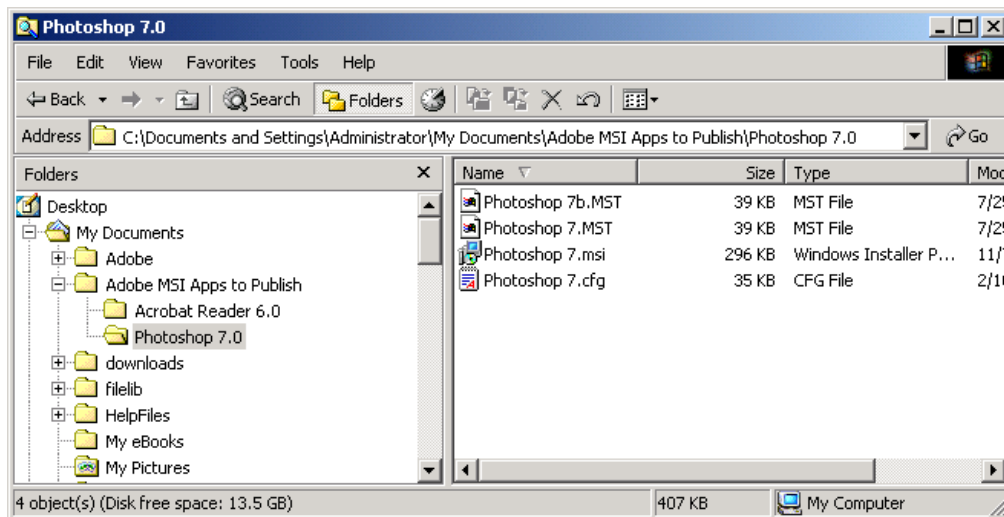 Photoshop 7.0
File Edit View Favorites Tools Help
Back Search Folders
Address C:\Documents and Settings\Administrator\My Documents\Adobe MSI Apps to Publish\Photoshop 7.0 Go
Folders
Desktop
My Documents
Adobe
Adobe MSI Apps to Publish
Acrobat Reader 6.0
Photoshop 7.0
downloads
filelib
HelpFiles
My eBooks
My Pictures
Name Size Type
Photoshop 7b.MST 39 KB MST File
Photoshop 7.MST 39 KB MST File
Photoshop 7.msi 296 KB Windows Installer P...
Photoshop 7.cfg 35 KB CFG File
4 object(s) (Disk free space: 13.5 GB) 407 KB My Computer